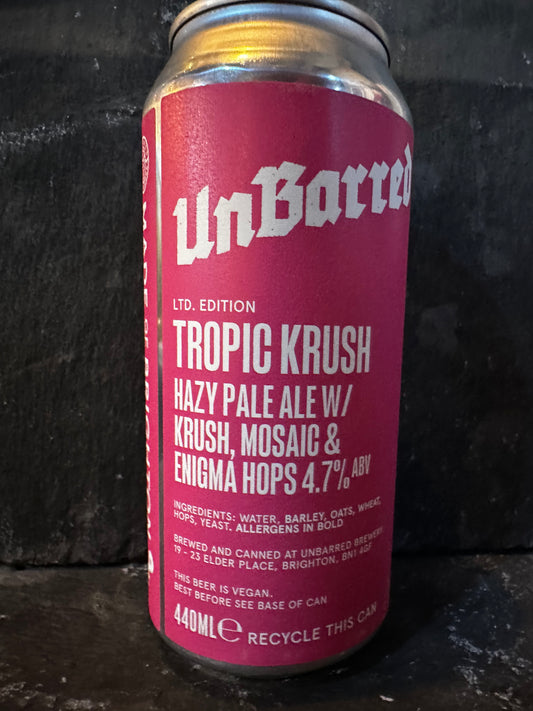 UnBarred
LTD. EDITION
TROPIC KRUSH
HAZY PALE ALE W/
KRUSH, MOSAIC &
ENIGMA HOPS 4.7% ABV
INGREDIENTS: WATER, BARLEY, OATS, WHEAT,
HOPS, YEAST. ALLERGENS IN BOLD
BREWED AND CANNED AT UNBARRED BREWERY
19 - 23 ELDER PLACE, BRIGHTON, BN1 4GF
THIS BEER IS VEGAN.
BEST BEFORE SEE BASE OF CAN
440ML℮ RECYCLE THIS CAN